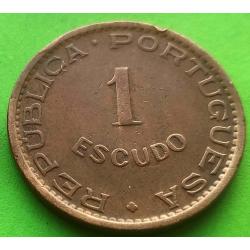 REPUBLICA · PORTUGUESA
1
ESCUDO